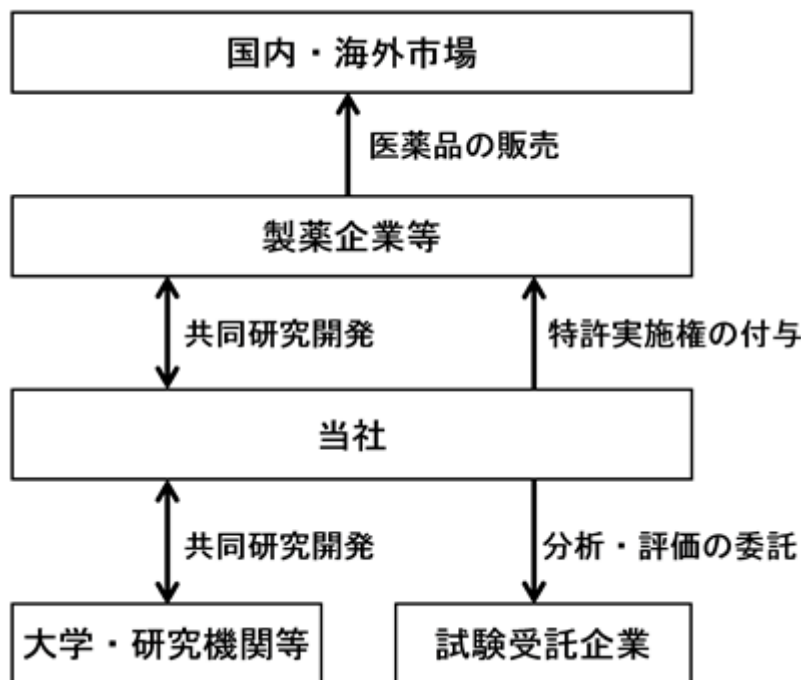 国内・海外市場
医薬品の販売
製薬企業等
共同研究開発
特許実施権の付与
当社
共同研究開発
分析・評価の委託
大学・研究機関等
試験受託企業